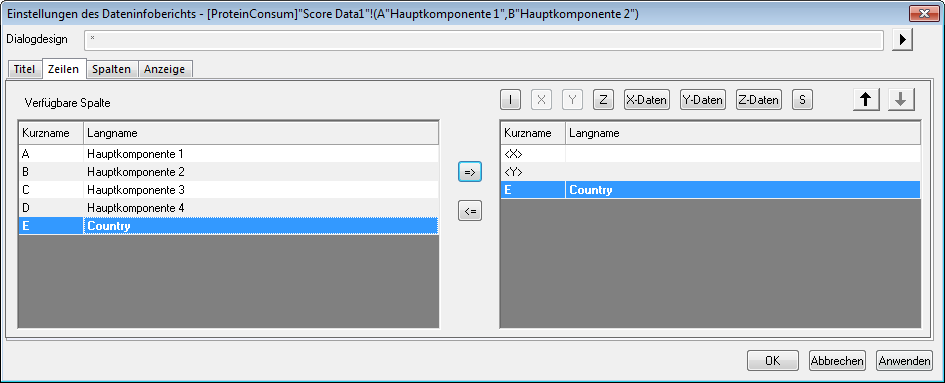 Einstellungen des Dateninfoberichts - [ProteinConsum]"Score Data1"!(A"Hauptkomponente 1",B"Hauptkomponente 2")
Dialogdesign *
Titel Zeilen Spalten Anzeige
Verfügbare Spalte
I X Y Z X-Daten Y-Daten Z-Daten S
Kurzname Langname
A Hauptkomponente 1
B Hauptkomponente 2
C Hauptkomponente 3
D Hauptkomponente 4
E Country
=>
<=
Kurzname Langname
<X>
<Y>
E Country
OK Abbrechen Anwenden